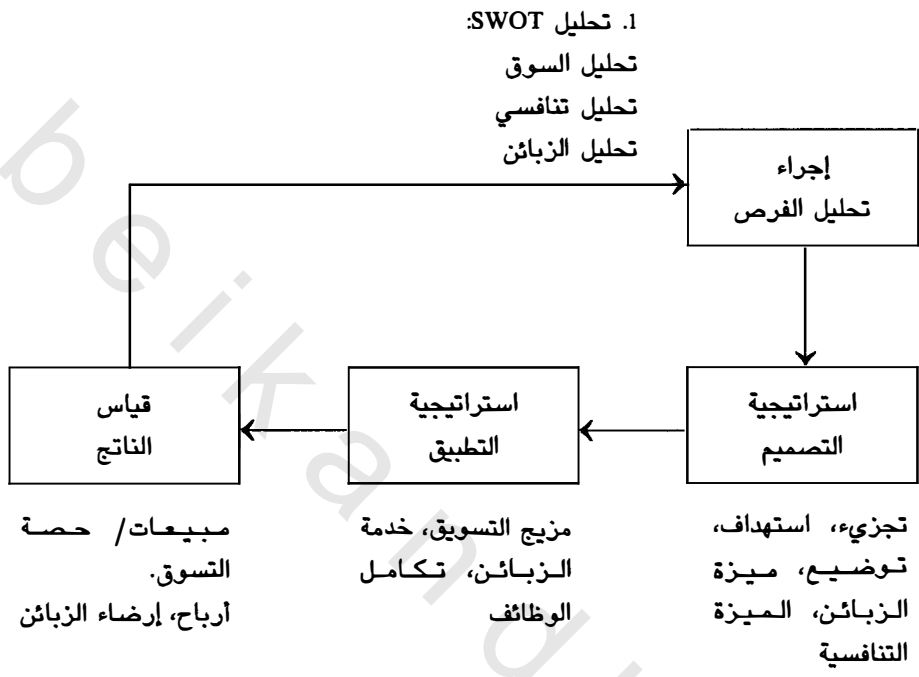 1. تحليل SWOT:
تحليل السوق
تحليل تنافسي
تحليل الزبائن
إجراء
تحليل الفرص
استراتيجية
التصميم
استراتيجية
التطبيق
قياس
الناتج
تجزيء، استهداف،
توضيع، ميزة
الزبائن، الميزة
التنافسية
مزيج التسويق، خدمة
الزبائن، تكامل
الوظائف
مبيعات/ حصة
التسوق.
أرباح، إرضاء الزبائن
b e i k a n d